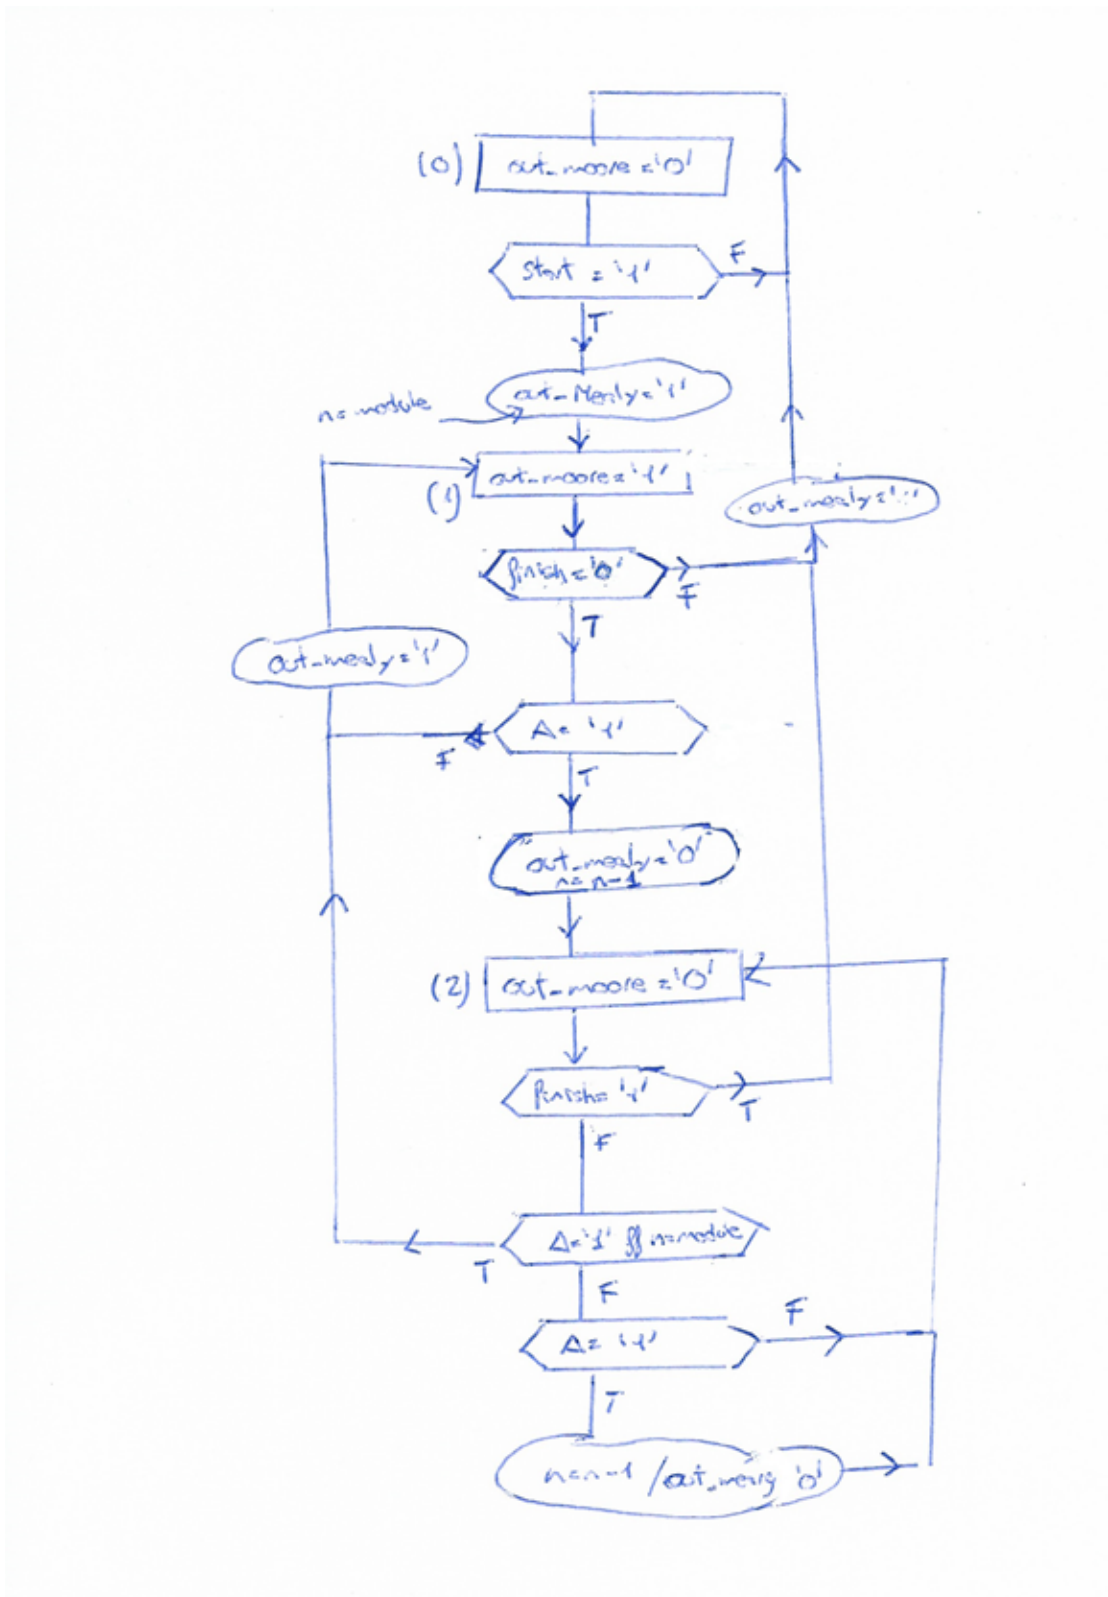 (0)
out_moore='0'
start = '1'
F
T
out_Mealy='1'
n=module
out_moore='1'
(1)
out_mealy=
finish='0'
F
T
out_mealy='1'
A= '1'
F
T
out_mealy='0'
n=n-1
(2)
out_moore='0'
finish='1'
T
F
A='1' && n=module
T
F
A= '1'
F
T
n=n-1 /out_mealy '0'